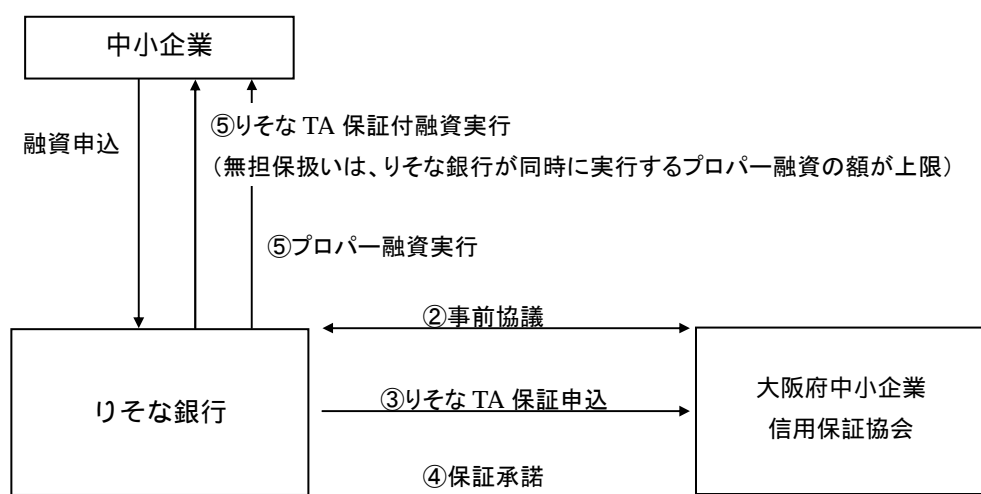 中小企業
融資申込
⑤りそな TA 保証付融資実行
（無担保扱いは、りそな銀行が同時に実行するプロパー融資の額が上限）
⑤プロパー融資実行
②事前協議
りそな銀行
③りそな TA 保証申込
大阪府中小企業
信用保証協会
④保証承諾